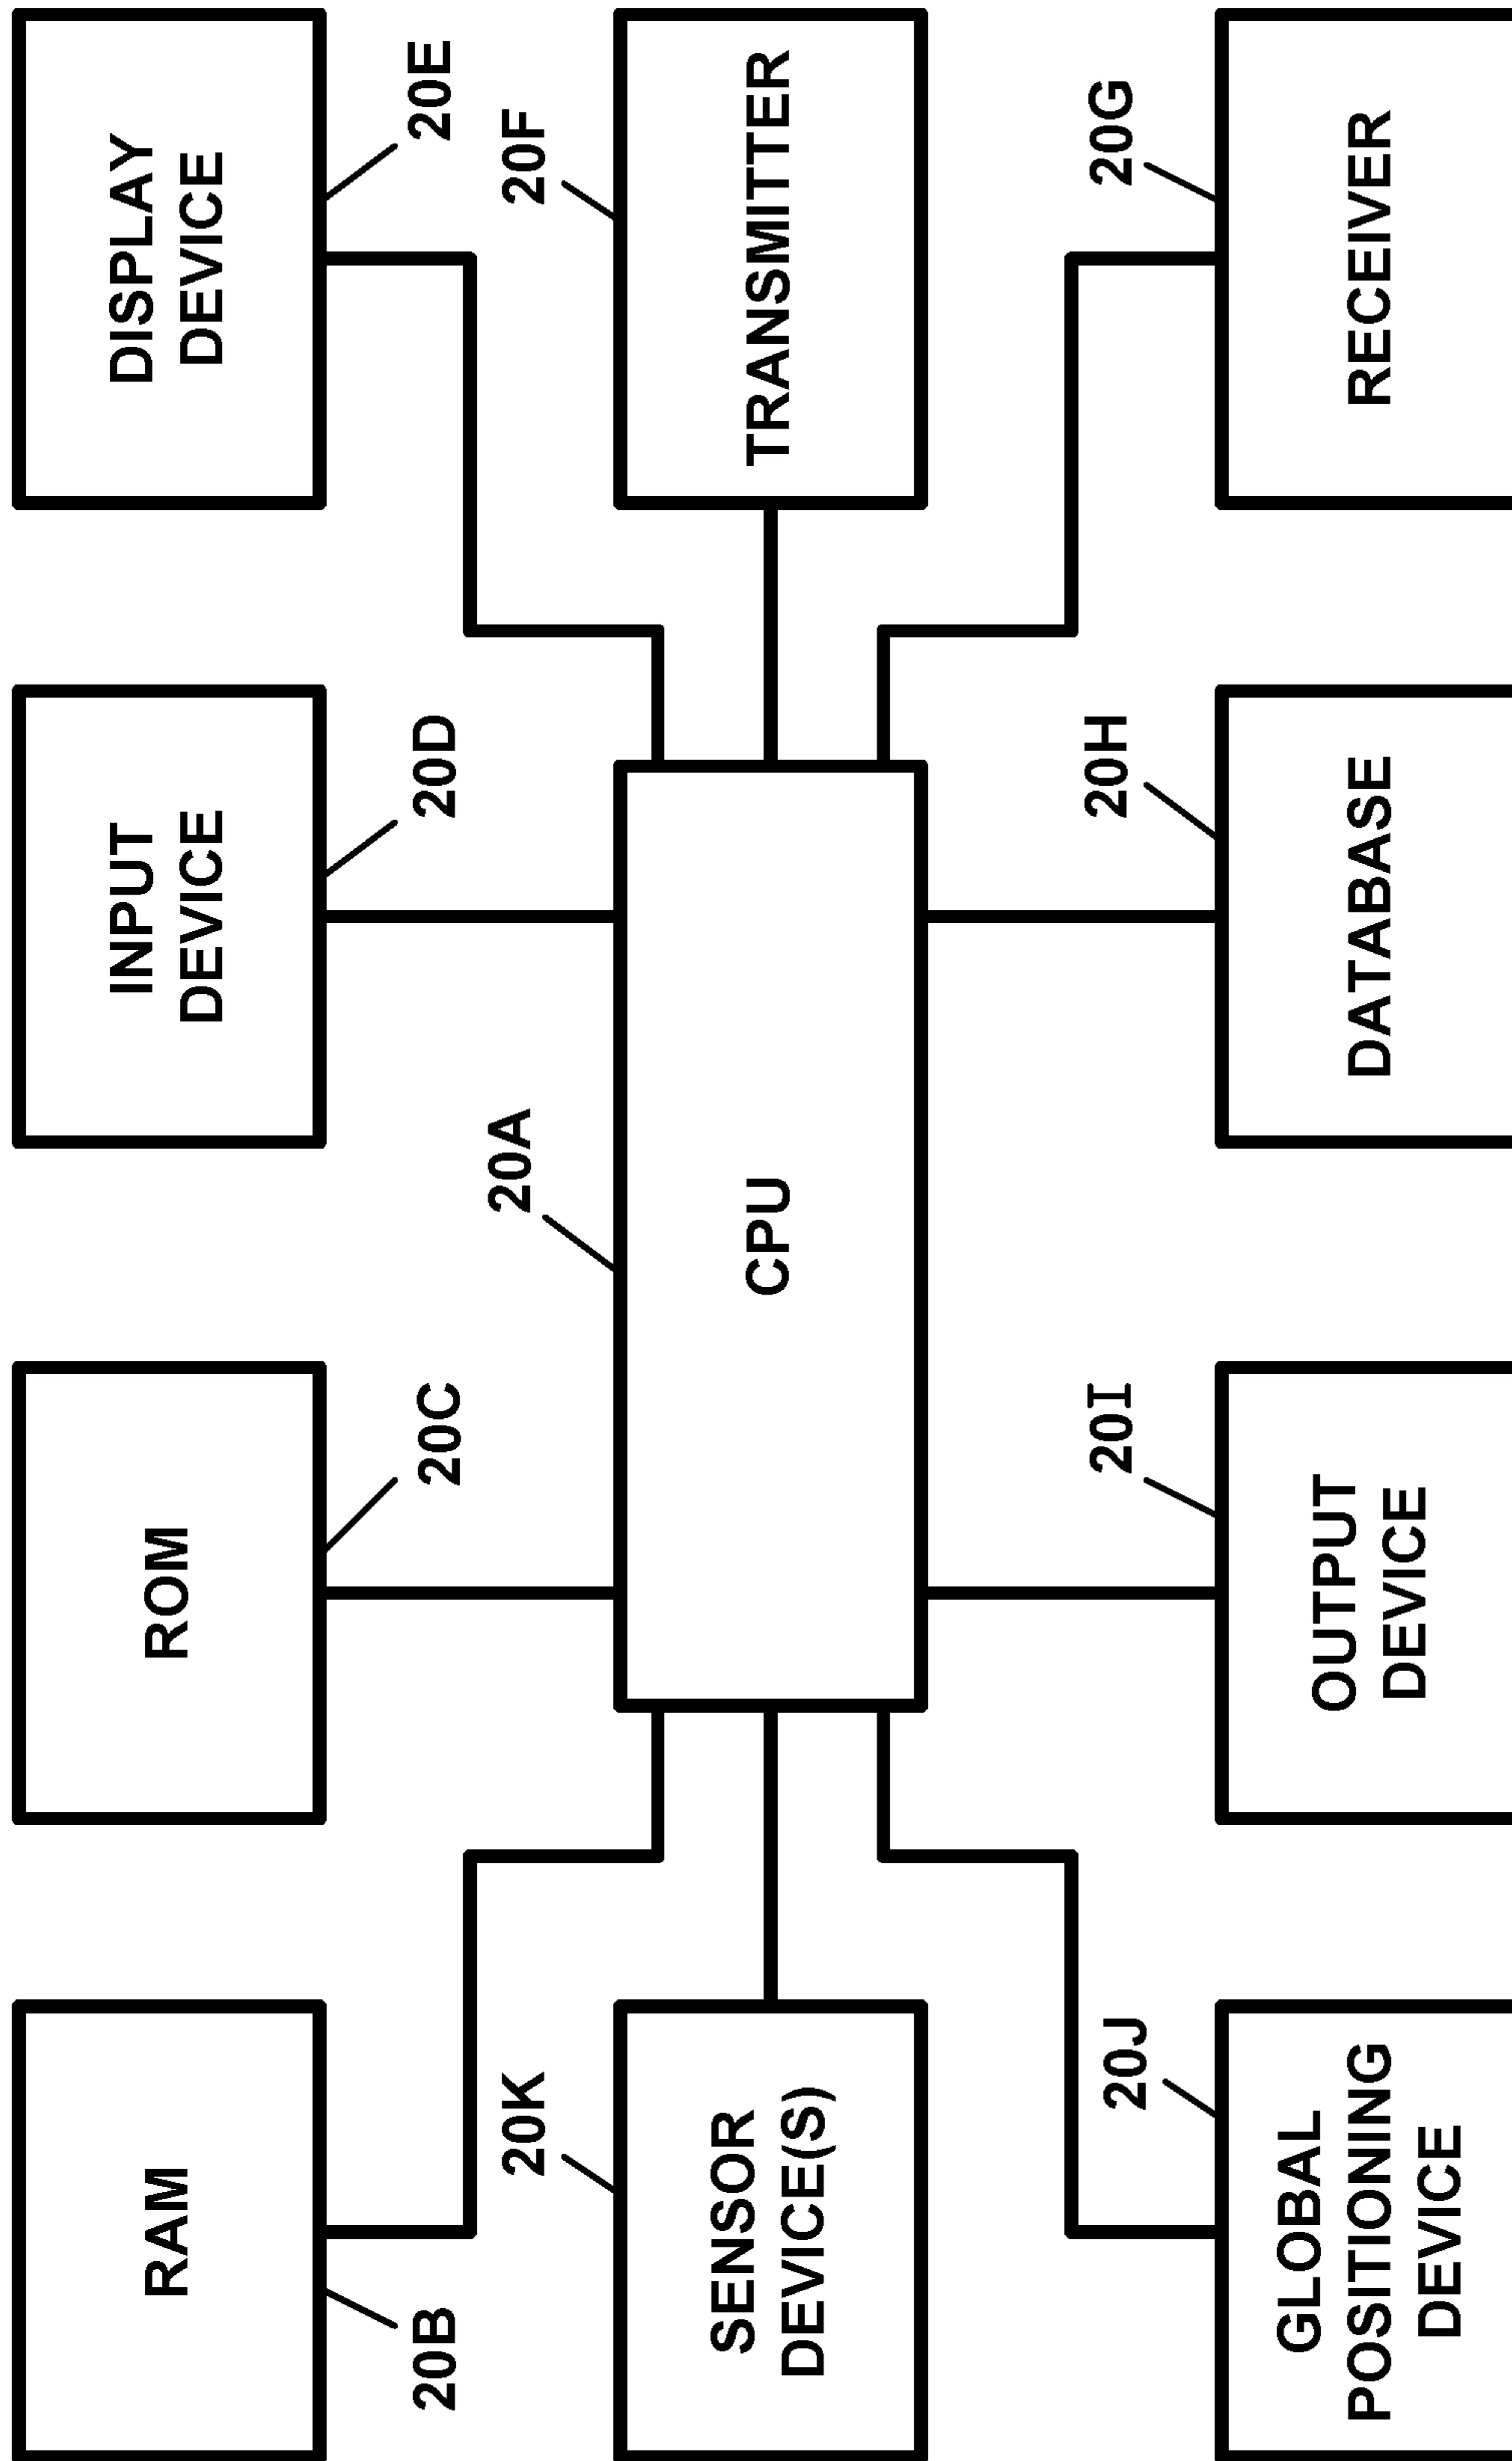 RAM
20B
ROM
20C
INPUT
DEVICE
20D
DISPLAY
DEVICE
20E
SENSOR
DEVICE(S)
20K
CPU
20A
TRANSMITTER
20F
GLOBAL
POSITIONING
DEVICE
20J
OUTPUT
DEVICE
20I
DATABASE
20H
RECEIVER
20G